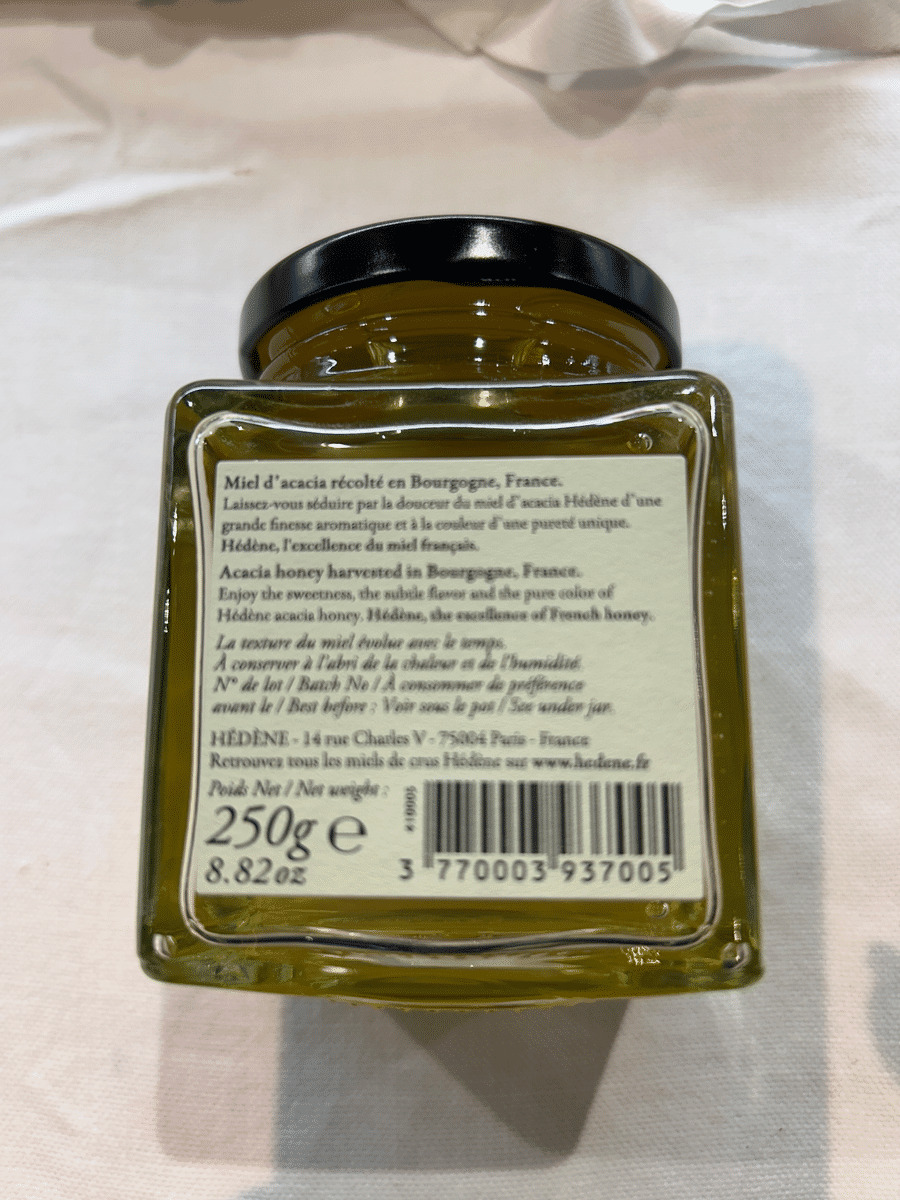 Miel d'acacia récolté en Bourgogne, France.
Laissez-vous séduire par la douceur du miel d'acacia Hédène d'une
grande finesse aromatique et à la couleur d'une pureté unique.
Hédène, l'excellence du miel français.
Acacia honey harvested in Bourgogne, France.
Enjoy the sweetness, the subtle flavor and the pure color of
Hédène acacia honey. Hédène, the excellence of French honey.
La texture du miel évolue avec le temps.
À conserver à l'abri de la chaleur et de l'humidité.
N° de lot / Batch No / À consommer de préférence
avant le / Best before : Voir sous le pot / See under jar.
HÉDÈNE - 14 rue Charles V - 75004 Paris - France
Retrouvez tous les miels de crus Hédène sur www.hedene.fr
Poids Net / Net weight :
250g e
8.82oz
3 770003 937005